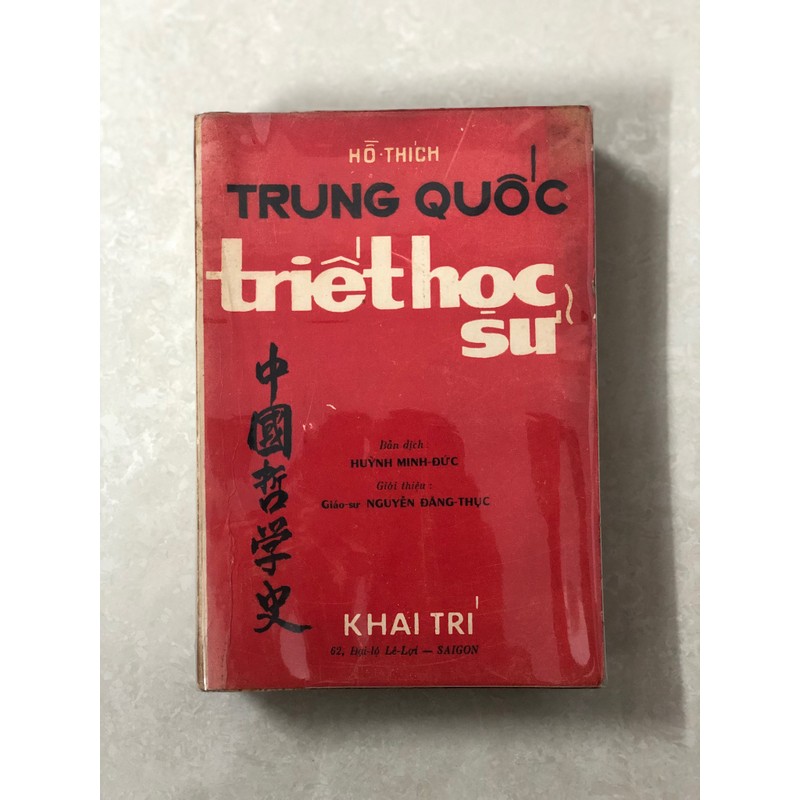 HỒ-THÍCH
TRUNG QUỐC
triết học
sử
中國哲学史
Bản dịch :
HUỲNH MINH-ĐỨC
Giới thiệu :
Giáo-sư NGUYỄN ĐĂNG-THỤC
KHAI TRÍ
62, Đại-lộ Lê-Lợi — SAIGON